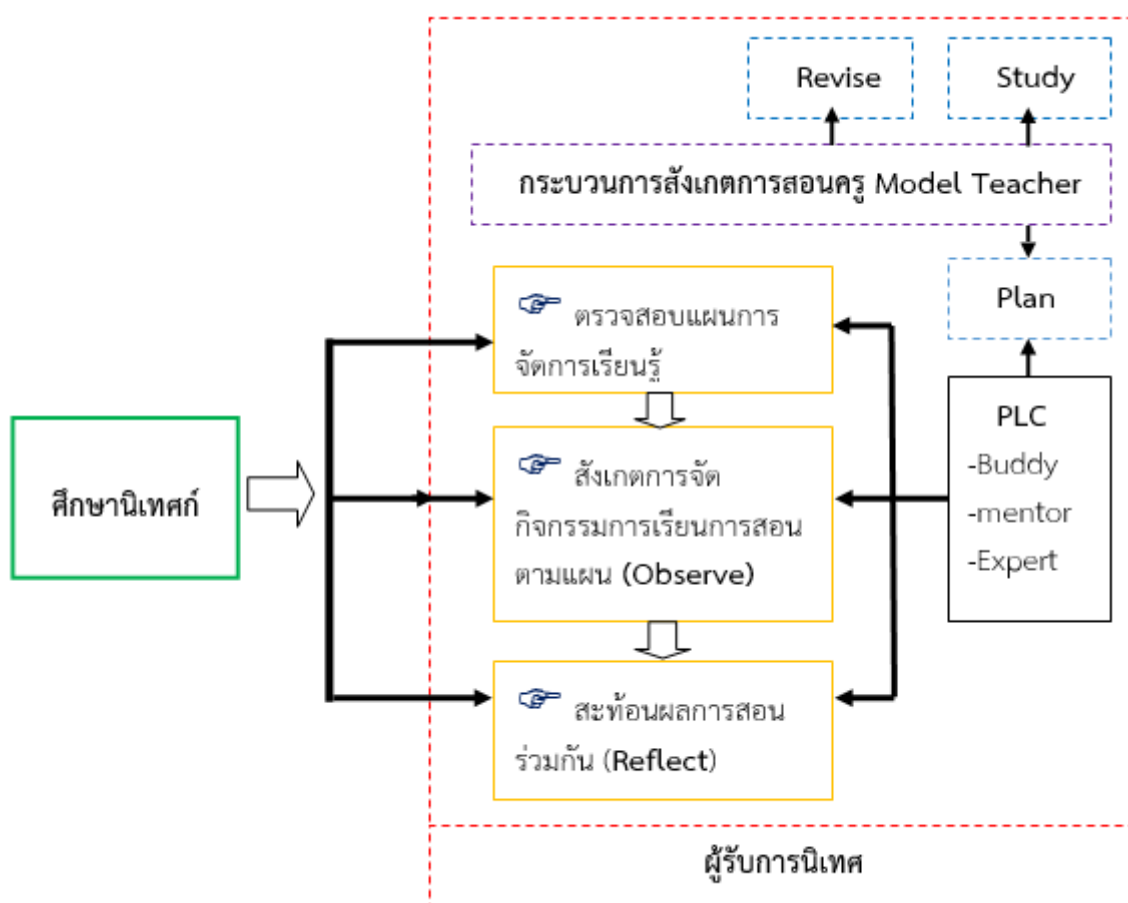 Revise
Study
กระบวนการสังเกตการสอนครู Model Teacher
Plan
ตรวจสอบแผนการ
จัดการเรียนรู้
PLC
-Buddy
-mentor
-Expert
ศึกษานิเทศก์
สังเกตการจัด
กิจกรรมการเรียนการสอน
ตามแผน (Observe)
สะท้อนผลการสอน
ร่วมกัน (Reflect)
ผู้รับการนิเทศ